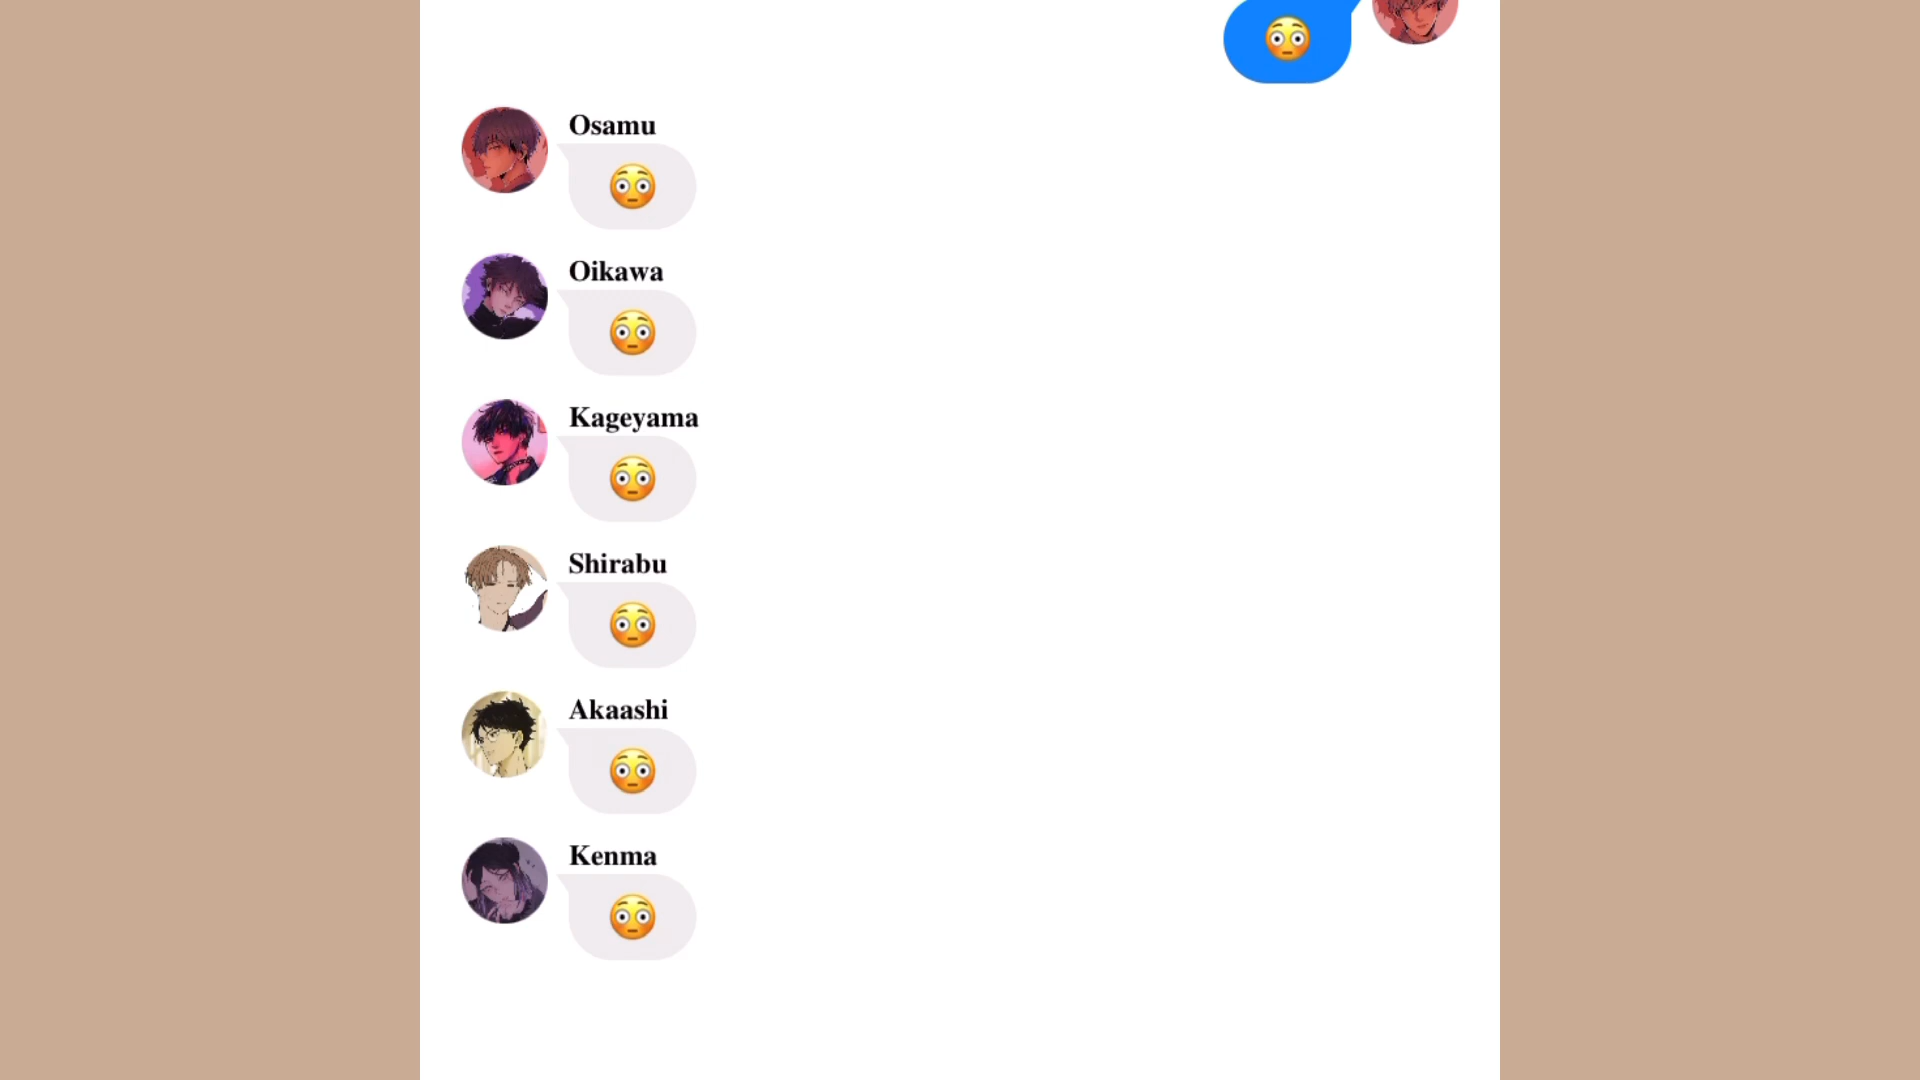 😳
Osamu
😳
Oikawa
😳
Kageyama
😳
Shirabu
😳
Akaashi
😳
Kenma
😳